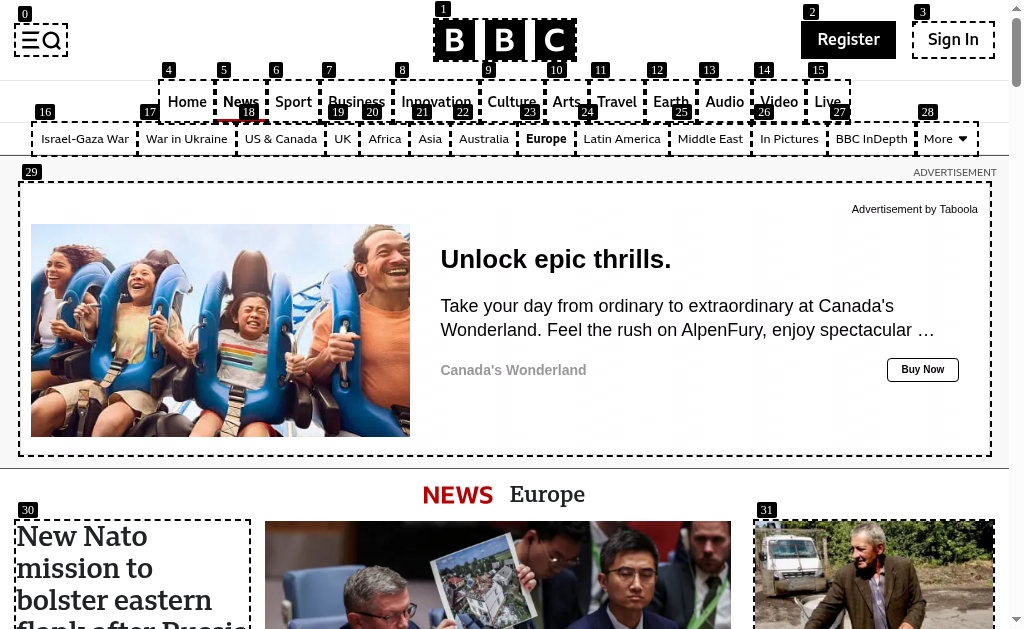 0
1
2
3
BBC
Register
Sign In
4
5
6
7
8
9
10
11
12
13
14
15
Home
News
Sport
Business
Innovation
Culture
Arts
Travel
Earth
Audio
Video
Live
16
17
18
19
20
21
22
23
24
25
26
27
28
Israel-Gaza War
War in Ukraine
US & Canada
UK
Africa
Asia
Australia
Europe
Latin America
Middle East
In Pictures
BBC InDepth
More
29
ADVERTISEMENT
Advertisement by Taboola
Unlock epic thrills.
Take your day from ordinary to extraordinary at Canada's
Wonderland. Feel the rush on AlpenFury, enjoy spectacular …
Canada's Wonderland
Buy Now
NEWS Europe
30
31
New Nato
mission to
bolster eastern
flank after Russia